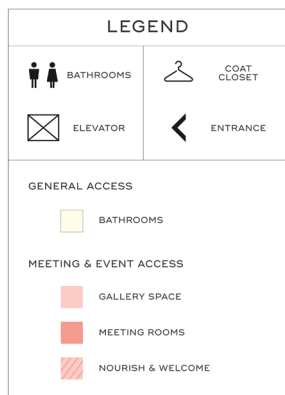 LEGEND
BATHROOMS
COAT
CLOSET
ELEVATOR
ENTRANCE
GENERAL ACCESS
BATHROOMS
MEETING & EVENT ACCESS
GALLERY SPACE
MEETING ROOMS
NOURISH & WELCOME